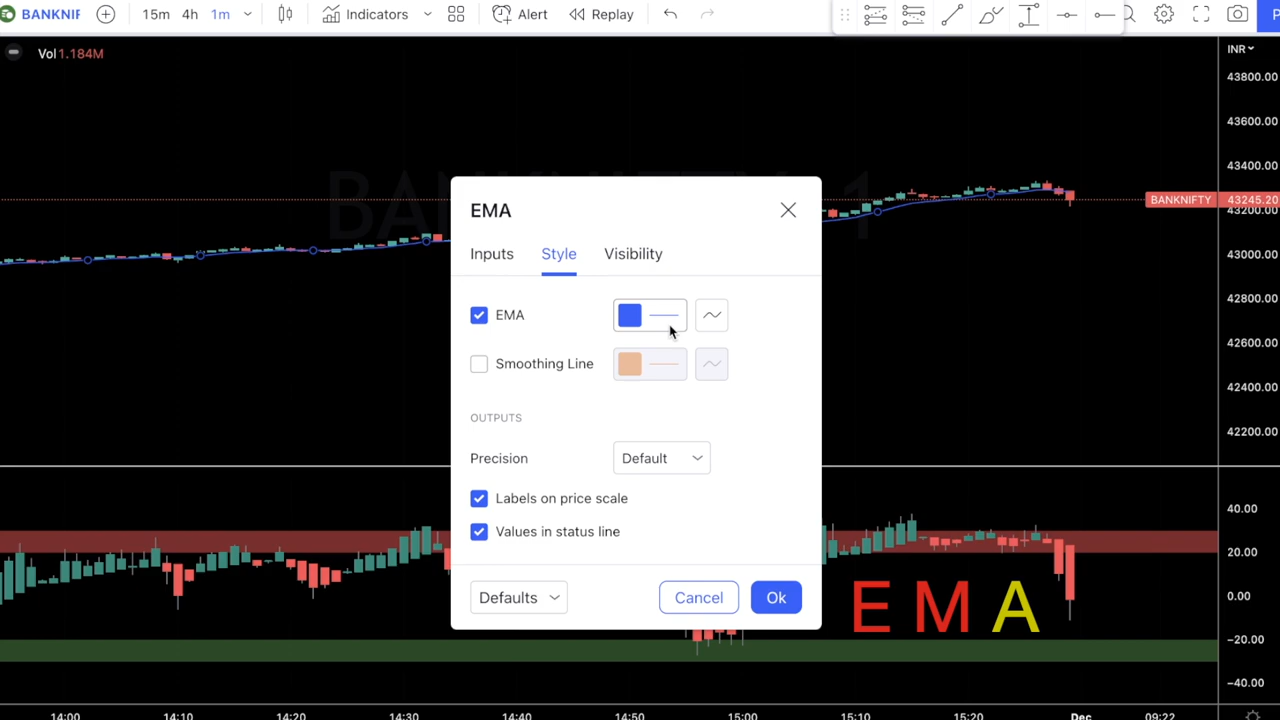 BANKNIF 15m 4h 1m Indicators Alert Replay
Vol1.184M
INR
43800.00
43600.00
43400.00
BANKNIFTY 43245.20
43200.00
43000.00
42800.00
42600.00
42400.00
42200.00
BANKNIFTY, 1
EMA
Inputs Style Visibility
EMA
Smoothing Line
OUTPUTS
Precision Default
Labels on price scale
Values in status line
Defaults Cancel Ok
40.00
20.00
0.00
−20.00
−40.00
E M A
14:00 14:10 14:20 14:30 14:40 14:50 15:00 15:10 15:20 Dec 09:22